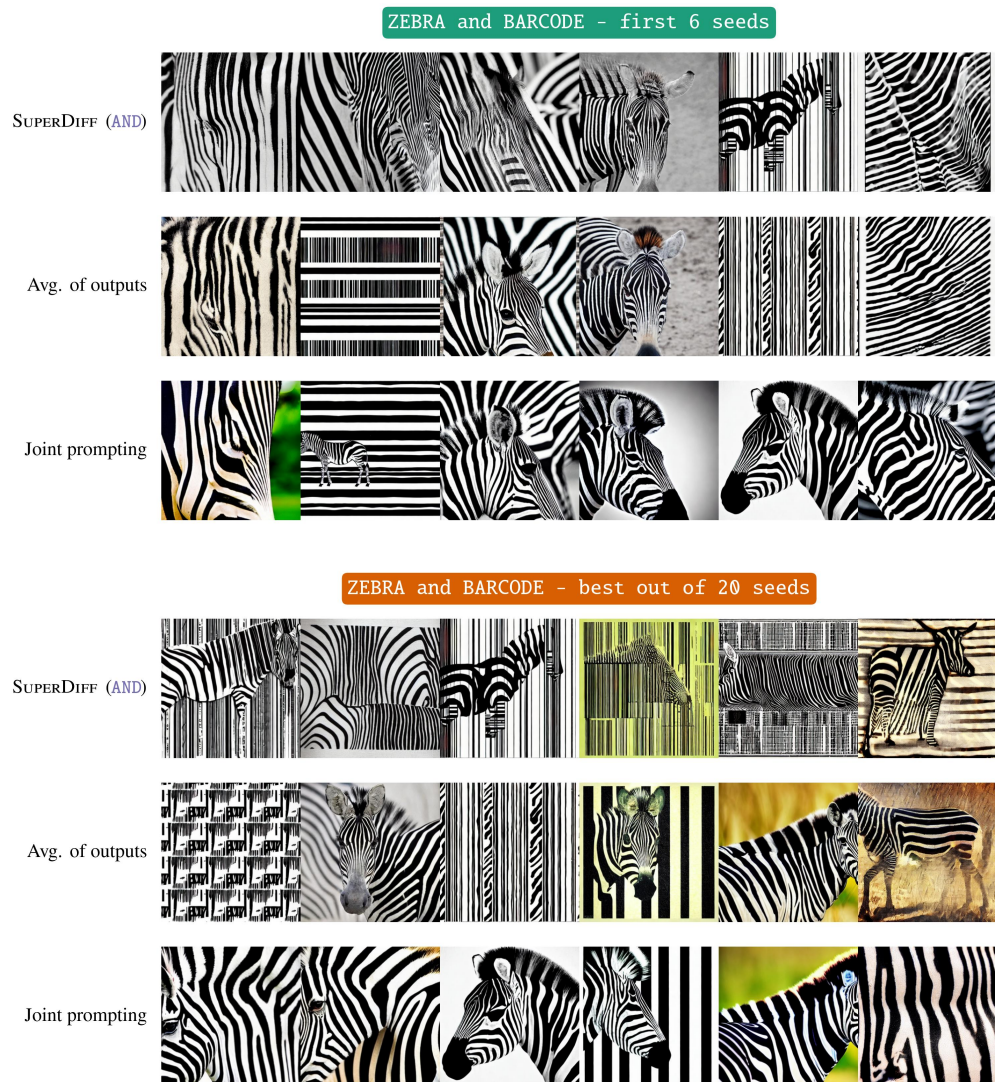 ZEBRA and BARCODE - first 6 seeds
SUPERDIFF (AND)
Avg. of outputs
Joint prompting
ZEBRA and BARCODE - best out of 20 seeds
SUPERDIFF (AND)
Avg. of outputs
Joint prompting